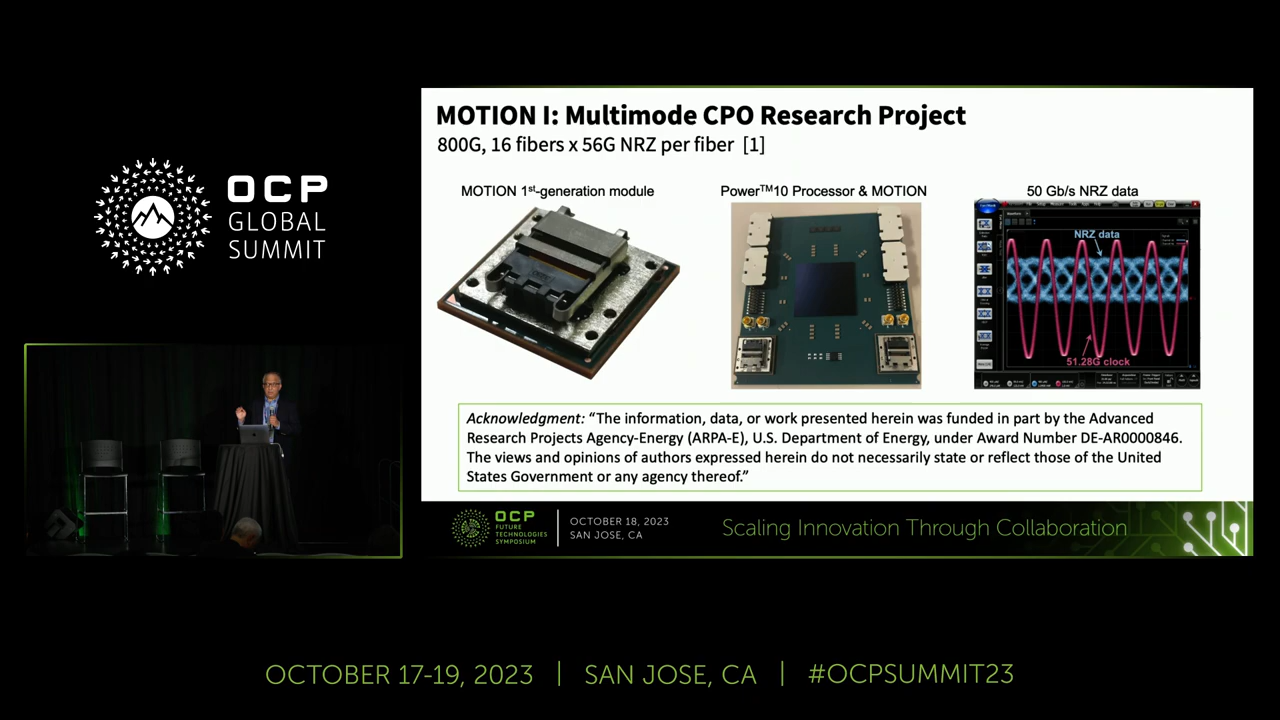 OCP
GLOBAL
SUMMIT
MOTION I: Multimode CPO Research Project
800G, 16 fibers x 56G NRZ per fiber [1]
MOTION 1st-generation module
Power™10 Processor & MOTION
50 Gb/s NRZ data
NRZ data
51.28G clock
Acknowledgment: “The information, data, or work presented herein was funded in part by the Advanced
Research Projects Agency-Energy (ARPA-E), U.S. Department of Energy, under Award Number DE-AR0000846.
The views and opinions of authors expressed herein do not necessarily state or reflect those of the United
States Government or any agency thereof.”
OCP
FUTURE
TECHNOLOGIES
SYMPOSIUM
OCTOBER 18, 2023
SAN JOSE, CA
Scaling Innovation Through Collaboration
OCTOBER 17-19, 2023 | SAN JOSE, CA | #OCPSUMMIT23